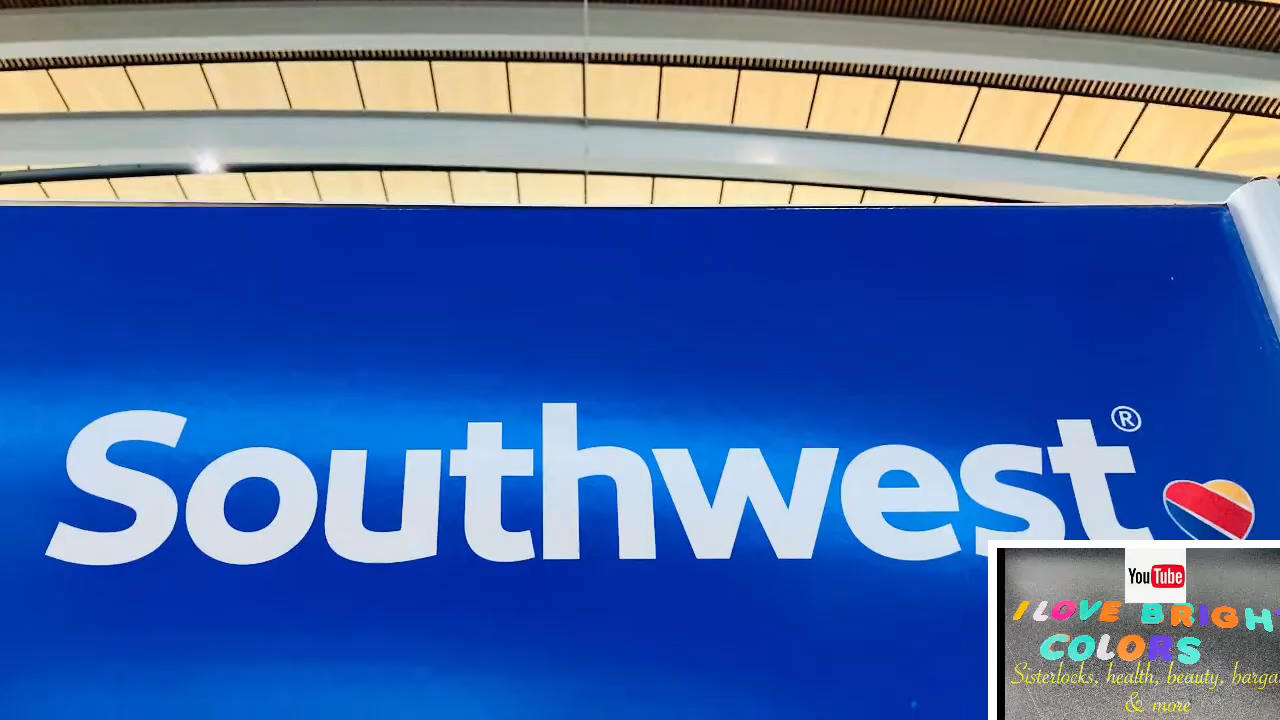 Southwest®
YouTube
I LOVE BRIGH
COLORS
Sisterlocks, health, beauty, barga
& more